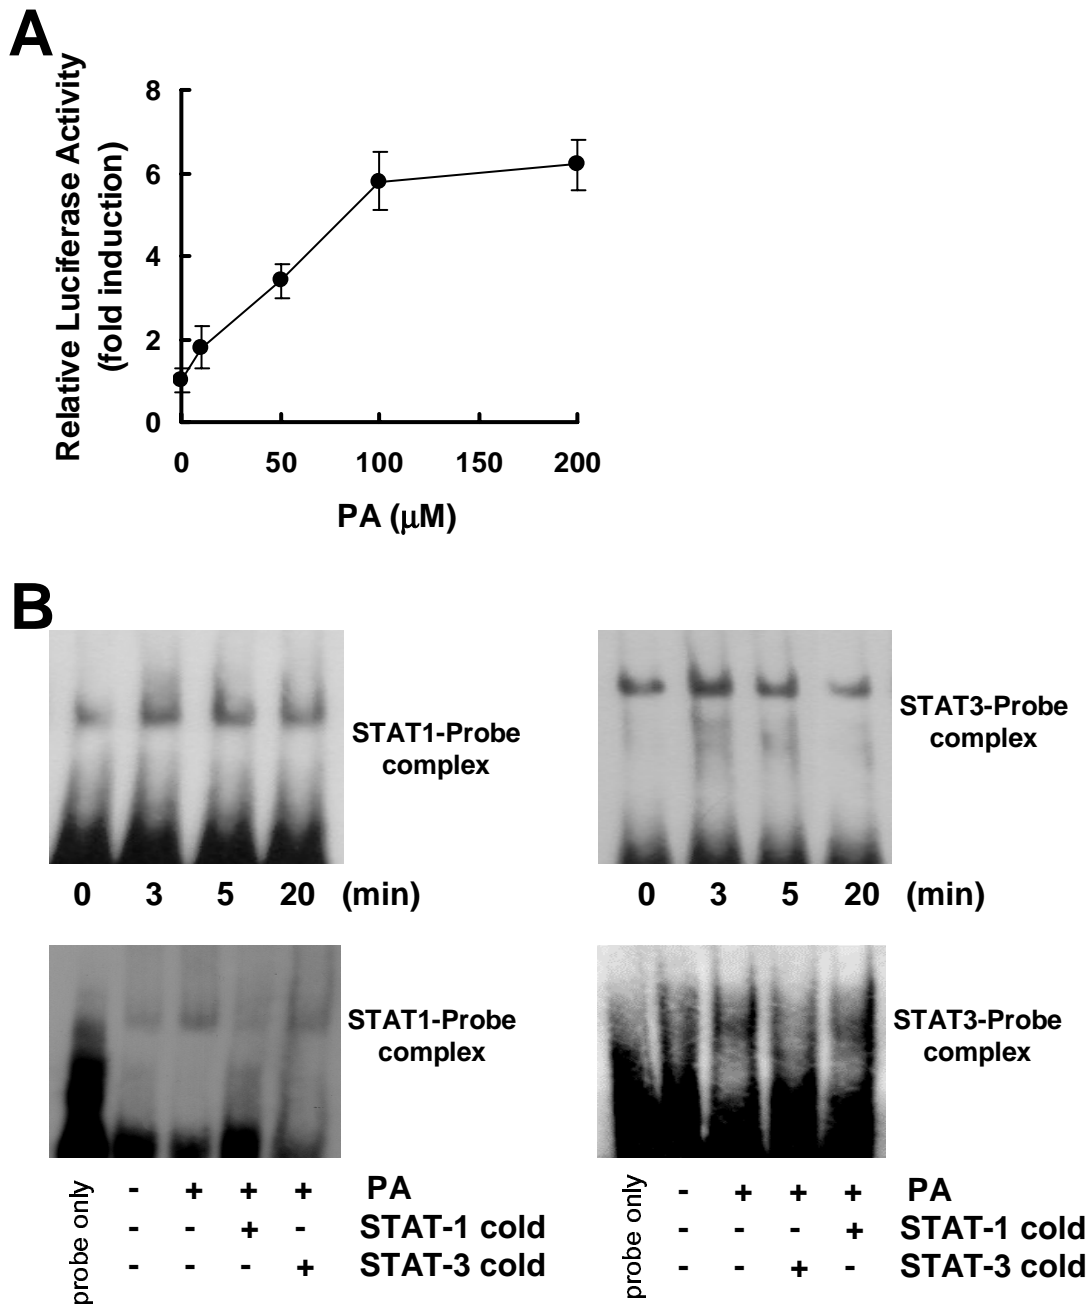 A
Relative Luciferase Activity
(fold induction)
8
6
4
2
0
0 50 100 150 200
PA (μM)
B
STAT1-Probe
complex
0 3 5 20 (min)
STAT3-Probe
complex
0 3 5 20 (min)
STAT1-Probe
complex
probe only
- + + + PA
- - + - STAT-1 cold
- - - + STAT-3 cold
STAT3-Probe
complex
probe only
- + + + PA
- - - + STAT-1 cold
- - + - STAT-3 cold